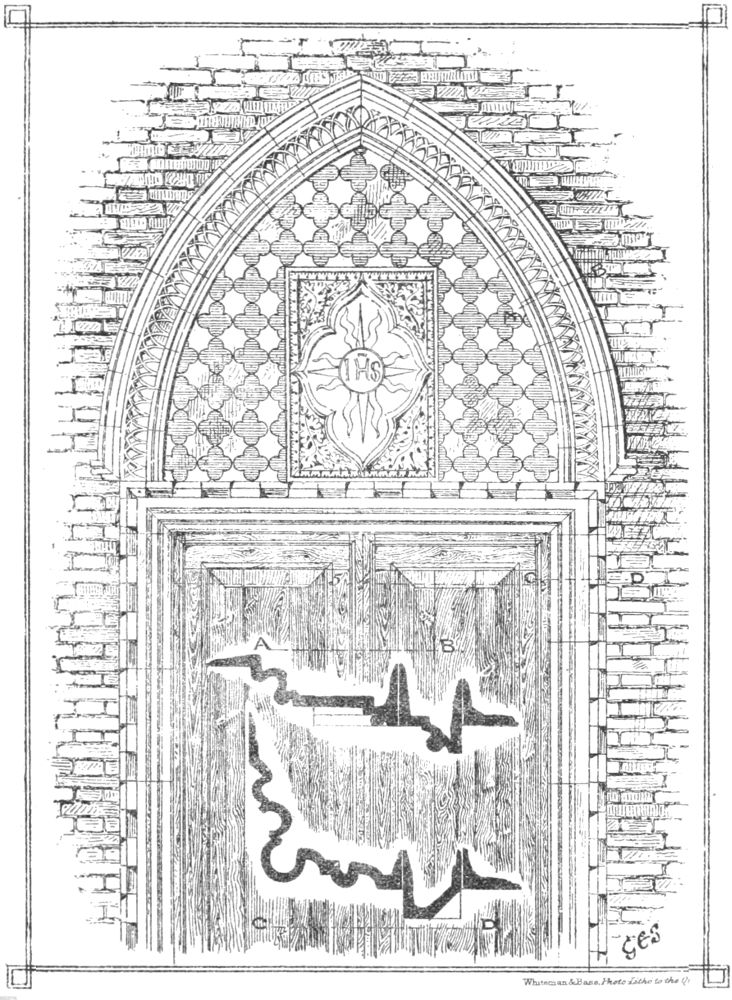 B
A
IHS
C D
A B
C D
GES
Whiteman & Bass, Photo-Litho to the Q